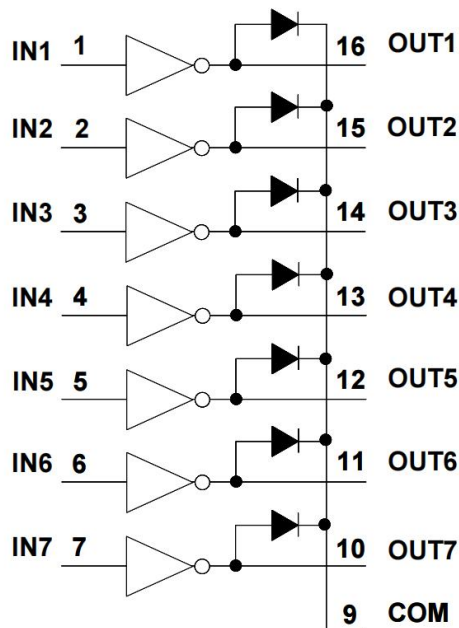 IN1 1 16 OUT1
IN2 2 15 OUT2
IN3 3 14 OUT3
IN4 4 13 OUT4
IN5 5 12 OUT5
IN6 6 11 OUT6
IN7 7 10 OUT7
9 COM